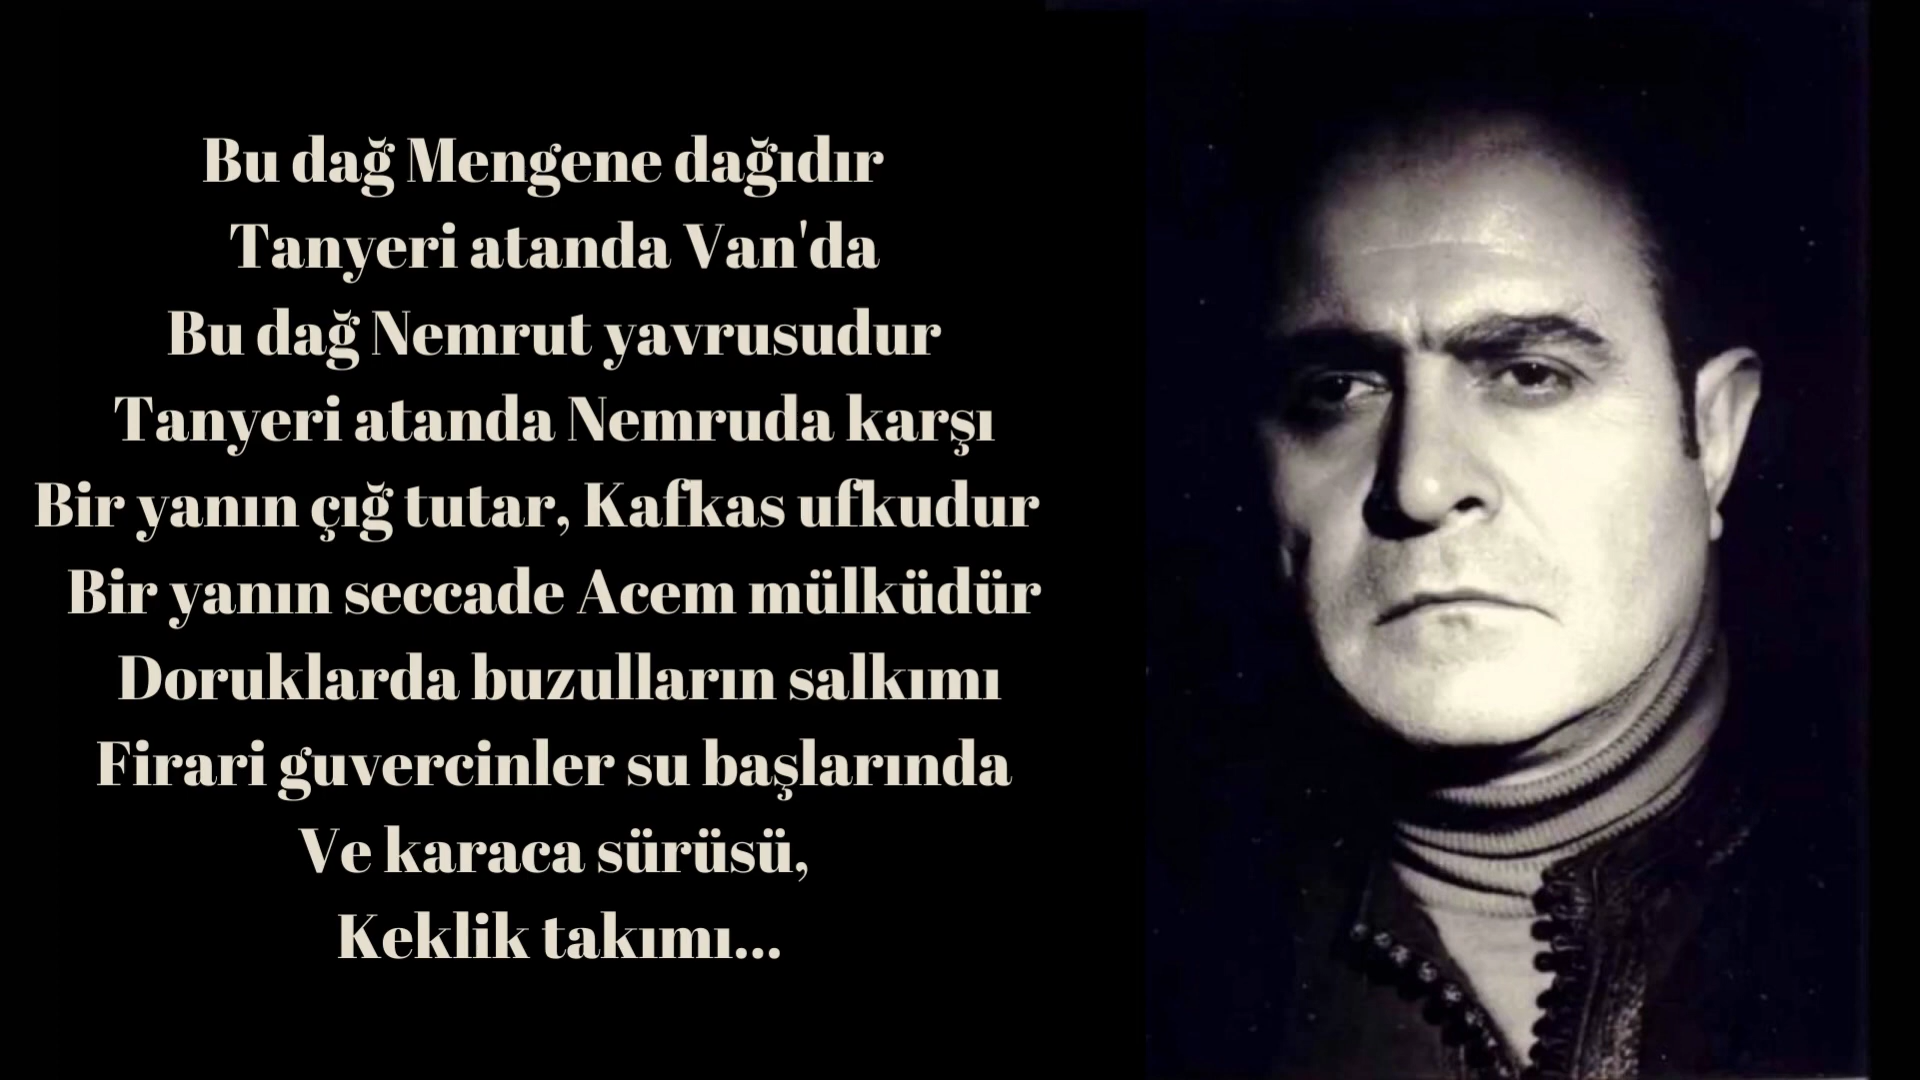 Bu dağ Mengene dağıdır
Tanyeri atanda Van'da
Bu dağ Nemrut yavrusudur
Tanyeri atanda Nemruda karşı
Bir yanın çığ tutar, Kafkas ufkudur
Bir yanın seccade Acem mülküdür
Doruklarda buzulların salkımı
Firari guvercinler su başlarında
Ve karaca sürüsü,
Keklik takımı...